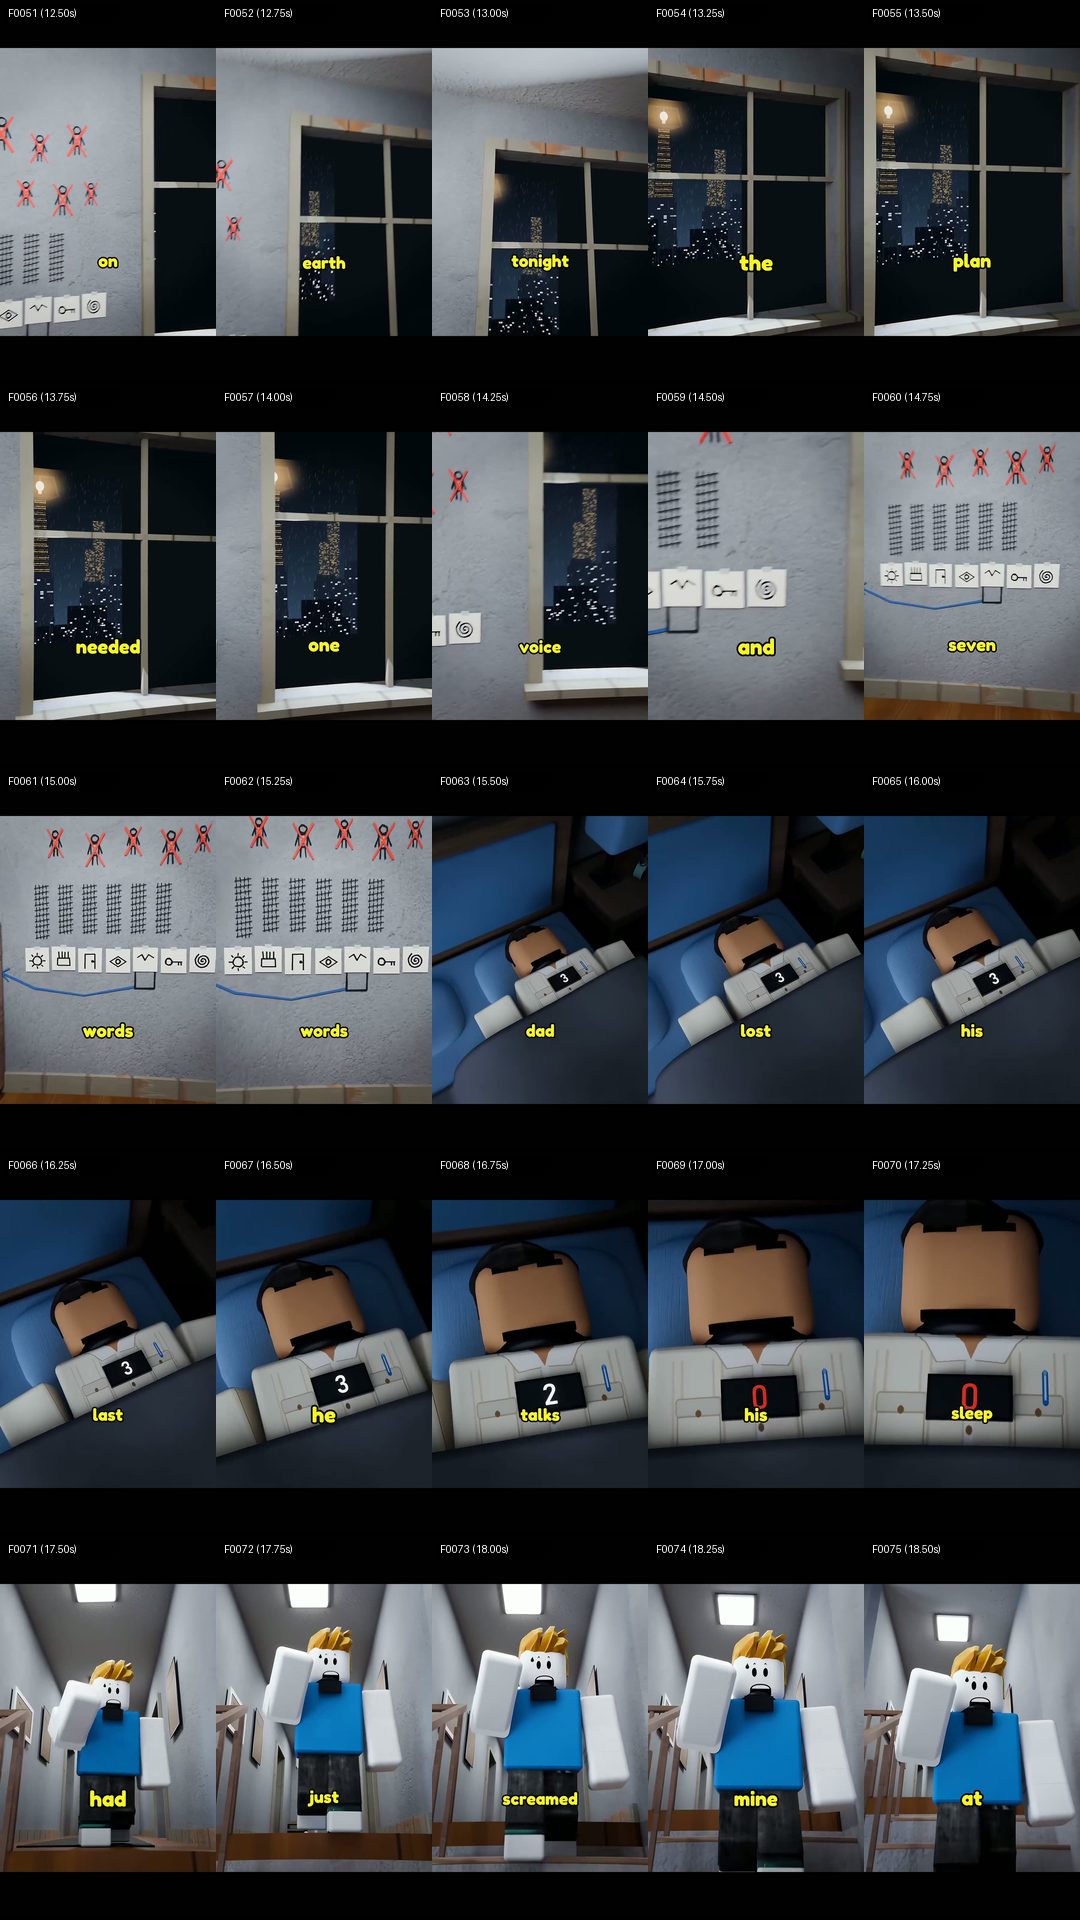 F0051 (12.50s) F0052 (12.75s) F0053 (13.00s) F0054 (13.25s) F0055 (13.50s)
on earth tonight the plan
F0056 (13.75s) F0057 (14.00s) F0058 (14.25s) F0059 (14.50s) F0060 (14.75s)
needed one voice and seven
F0061 (15.00s) F0062 (15.25s) F0063 (15.50s) F0064 (15.75s) F0065 (16.00s)
3 3 3
words words dad lost his
F0066 (16.25s) F0067 (16.50s) F0068 (16.75s) F0069 (17.00s) F0070 (17.25s)
3 3 2 0 0
last he talks his sleep
F0071 (17.50s) F0072 (17.75s) F0073 (18.00s) F0074 (18.25s) F0075 (18.50s)
had just screamed mine at